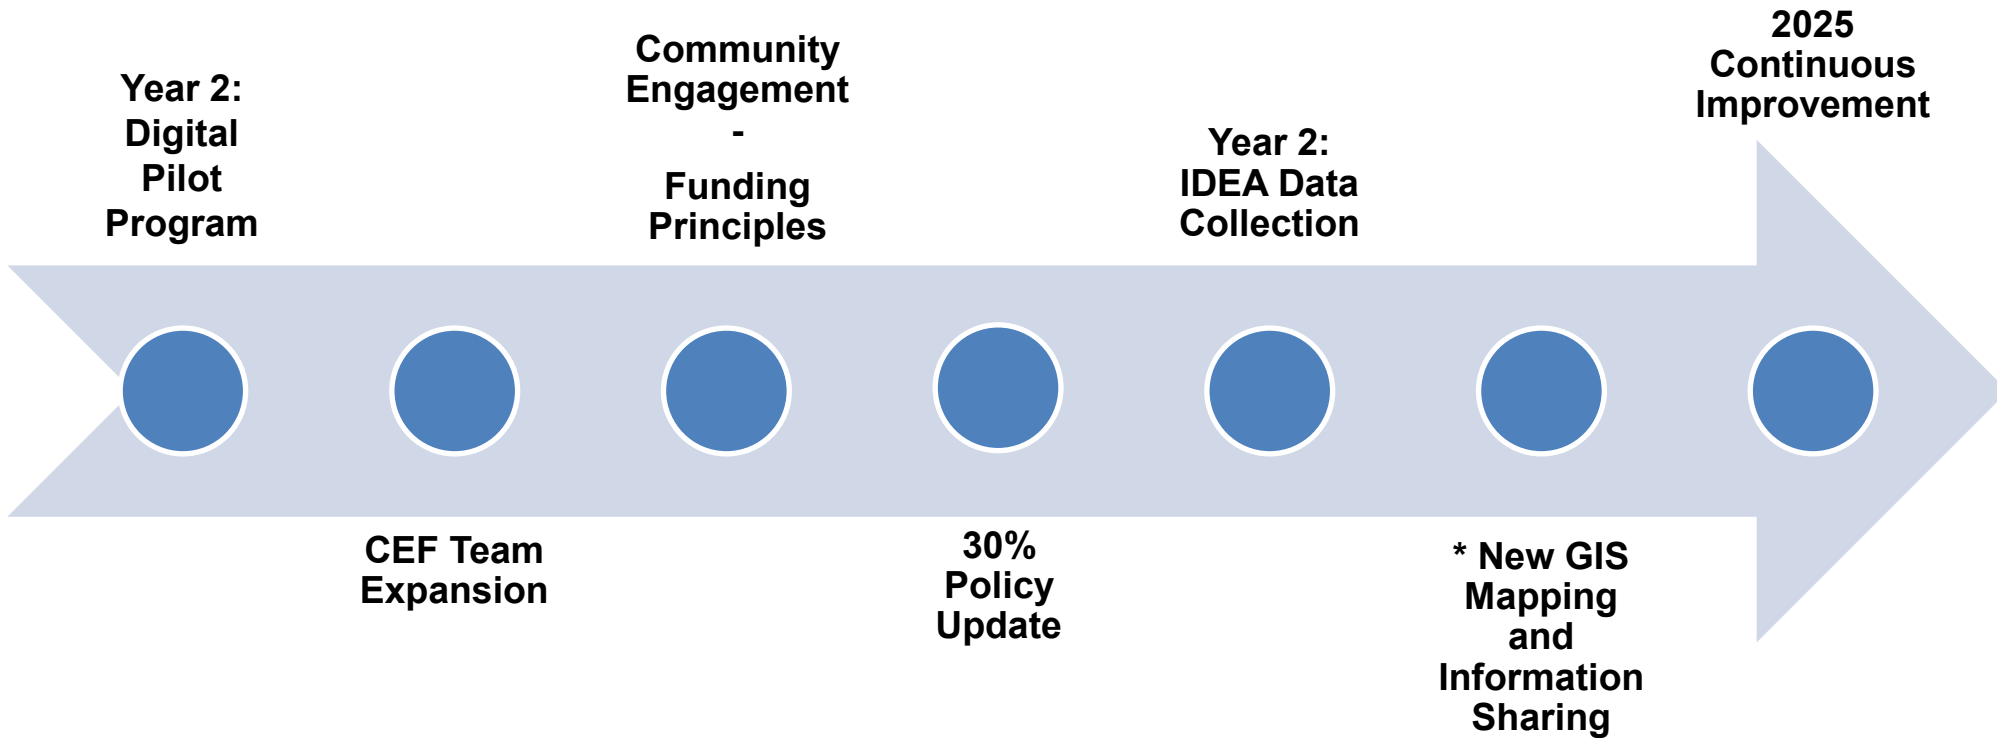 Year 2:
Digital
Pilot
Program
CEF Team
Expansion
Community
Engagement
-
Funding
Principles
30%
Policy
Update
Year 2:
IDEA Data
Collection
* New GIS
Mapping
and
Information
Sharing
2025
Continuous
Improvement